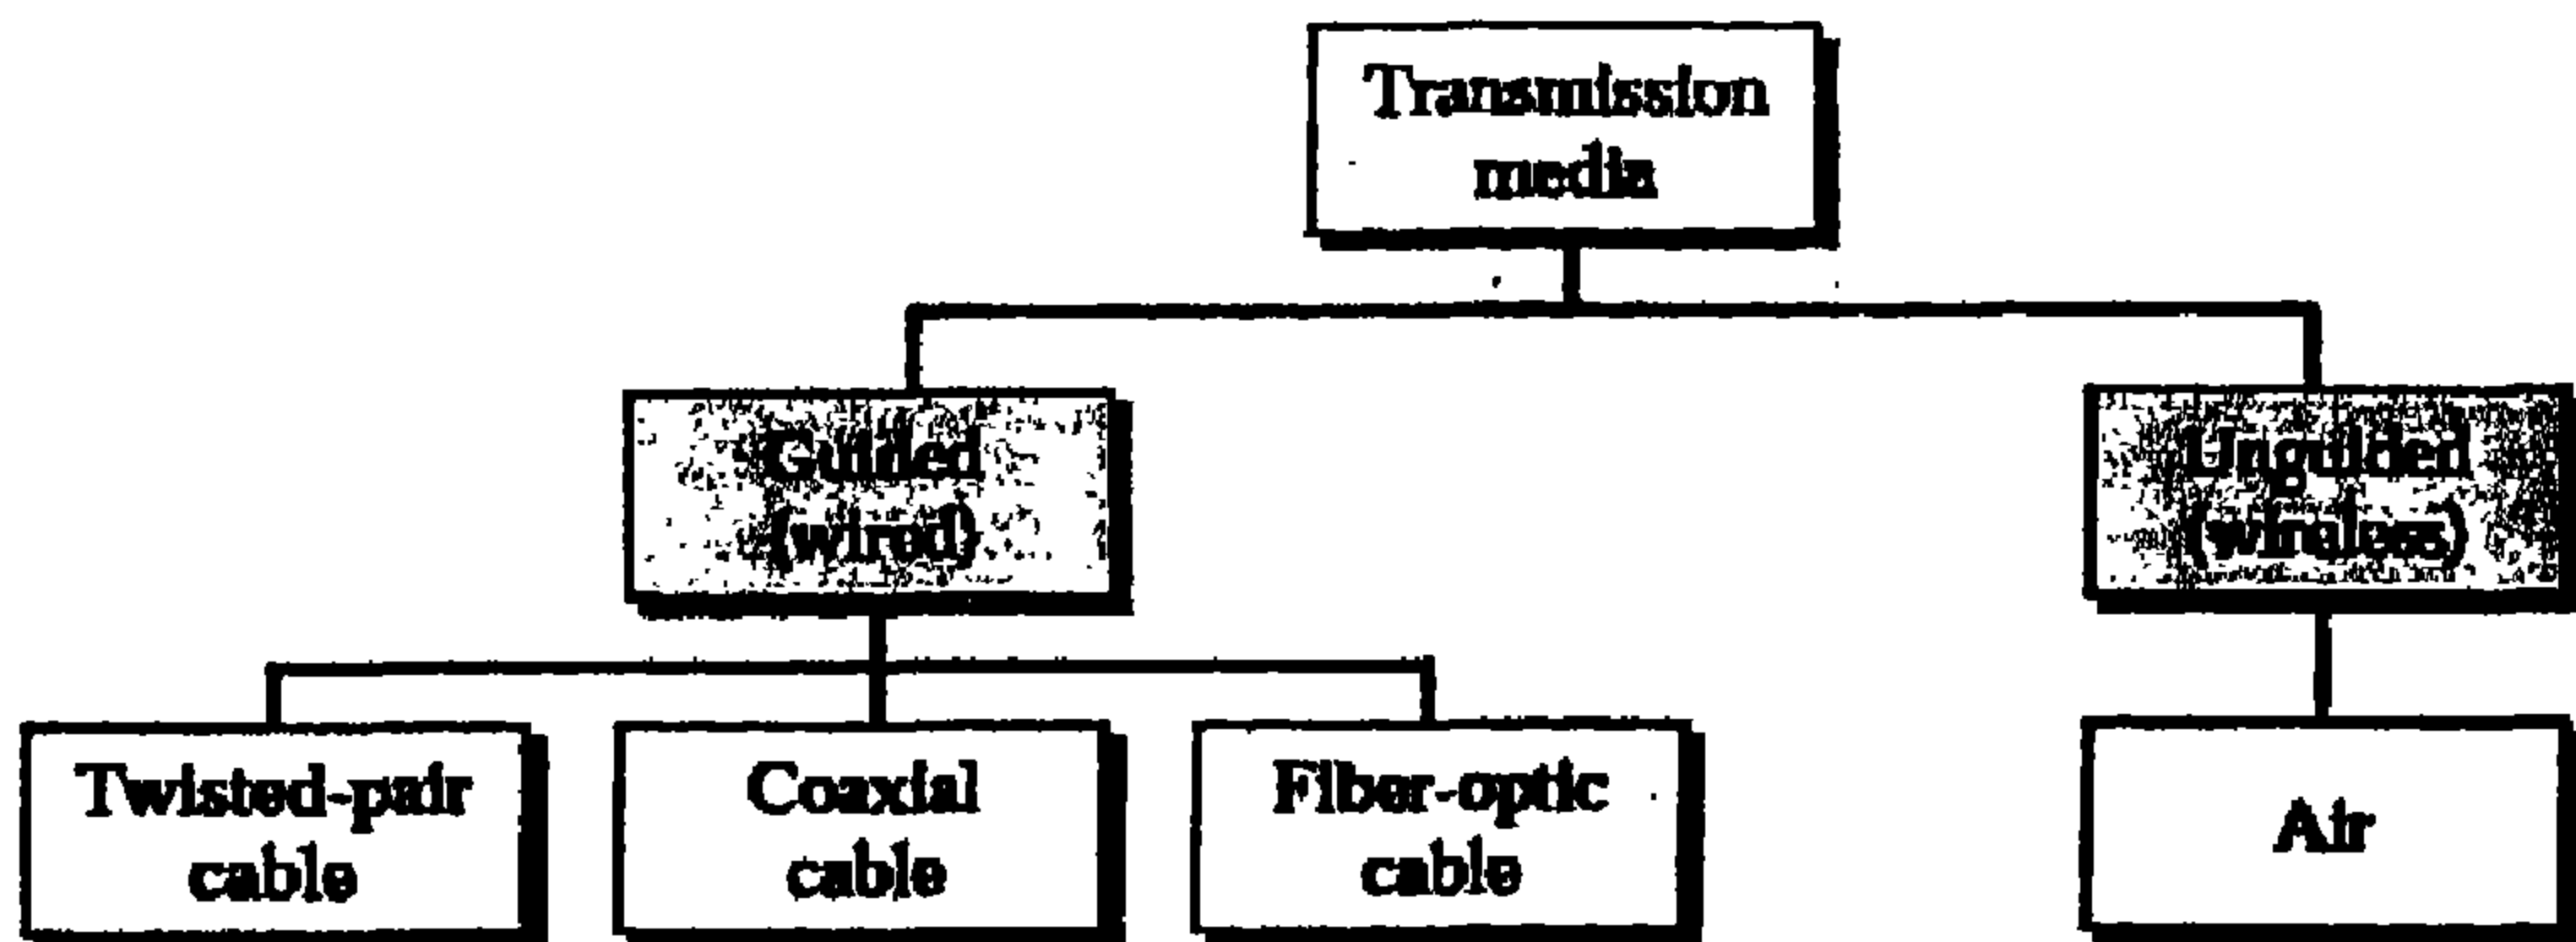 Transmission
media
Guided
(wired)
Unguided
(wireless)
Twisted-pair
cable
Coaxial
cable
Fiber-optic
cable
Air